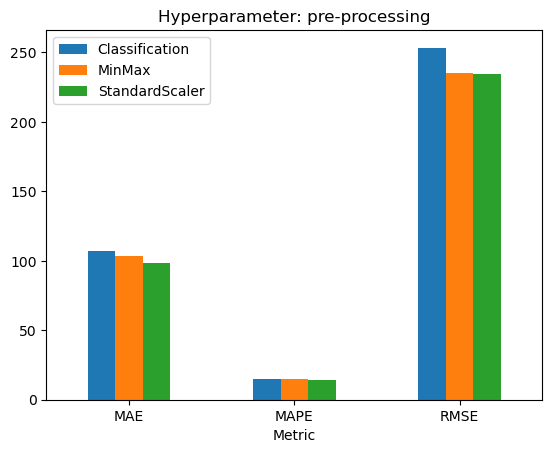 Hyperparameter: pre-processing
Classification
MinMax
StandardScaler
250
200
150
100
50
0
MAE
MAPE
RMSE
Metric